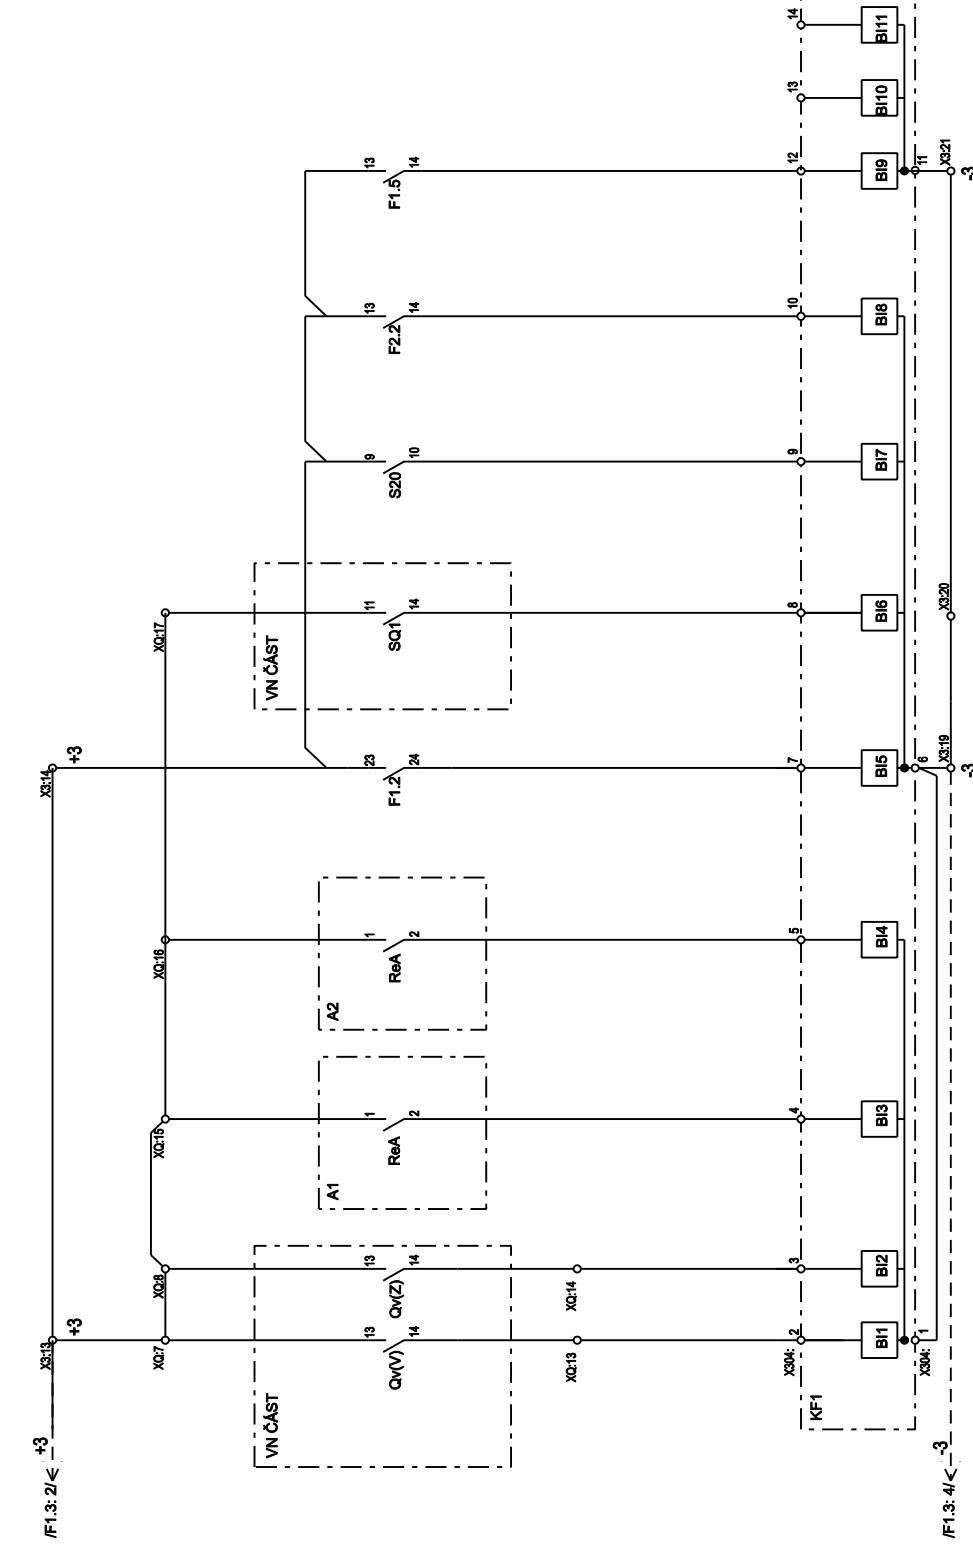 /F1.3: 2/
+3
X3:13
+3
X3:14
+3
XQ:7
XQ:8
XQ:15
XQ:16
XQ:17
VN ČÁST
Qv(V)
13
14
Qv(Z)
13
14
XQ:13
XQ:14
A1
ReA
1
2
A2
ReA
1
2
F1.2
23
24
VN ČÁST
SQ1
11
14
S20
9
10
F2.2
13
14
F1.5
13
14
KF1
X304:
2
3
4
5
7
8
9
10
12
13
14
BI1
BI2
BI3
BI4
BI5
BI6
BI7
BI8
BI9
BI10
BI11
X304:
1
6
11
/F1.3: 4/
-3
X3:19
-3
X3:20
X3:21
-3